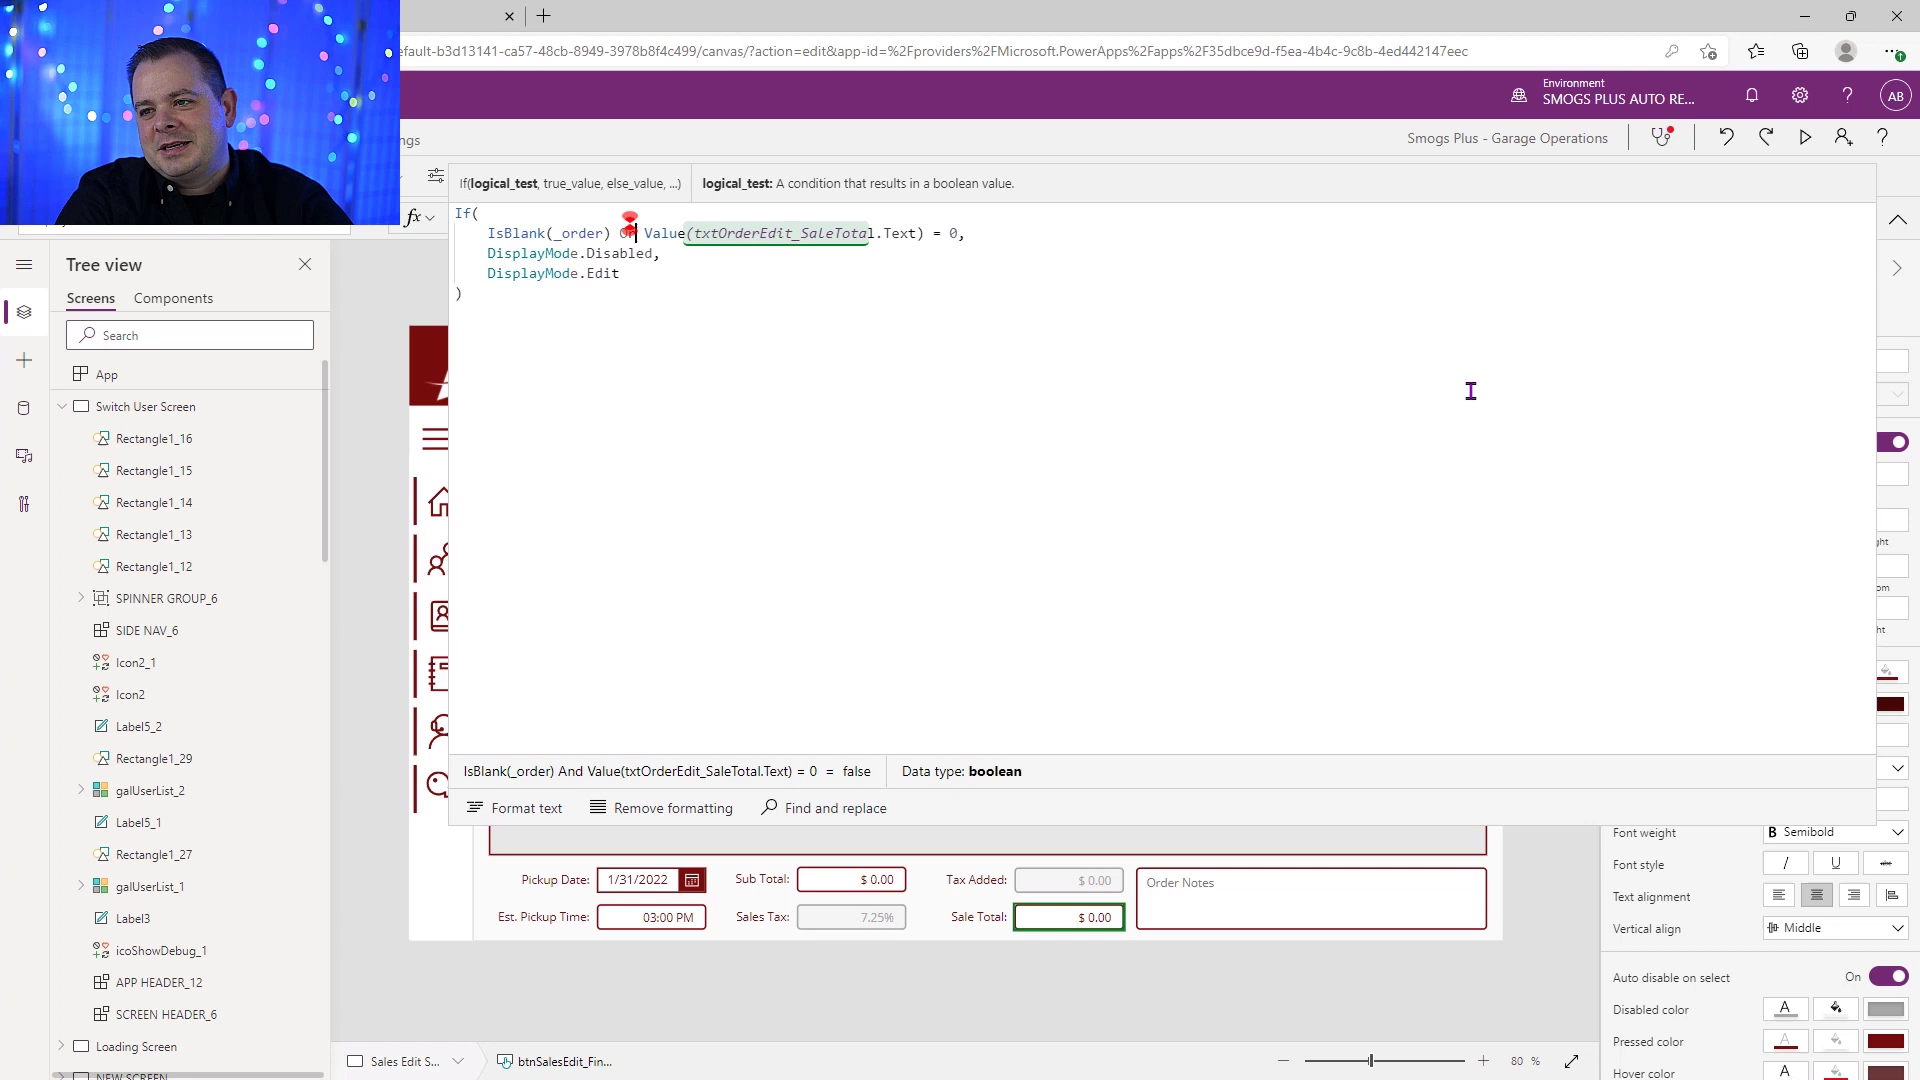 efault-b3d13141-ca57-48cb-8949-3978b8f4c499/canvas/?action=edit&app-id=%2Fproviders%2FMicrosoft.PowerApps%2Fapps%2F35dbce9d-f5ea-4b4c-9c8b-4ed442147eec
Environment
SMOGS PLUS AUTO RE...
AB
ngs
Smogs Plus - Garage Operations
If(logical_test, true_value, else_value, ...)
logical_test: A condition that results in a boolean value.
fx
If(
IsBlank(_order) Or Value(txtOrderEdit_SaleTotal.Text) = 0,
DisplayMode.Disabled,
DisplayMode.Edit
)
Tree view
Screens
Components
Search
App
Switch User Screen
Rectangle1_16
Rectangle1_15
Rectangle1_14
Rectangle1_13
Rectangle1_12
SPINNER GROUP_6
SIDE NAV_6
Icon2_1
Icon2
Label5_2
Rectangle1_29
galUserList_2
Label5_1
Rectangle1_27
galUserList_1
Label3
icoShowDebug_1
APP HEADER_12
SCREEN HEADER_6
Loading Screen
NEW SCREEN
IsBlank(_order) And Value(txtOrderEdit_SaleTotal.Text) = 0 = false
Data type: boolean
Format text
Remove formatting
Find and replace
Pickup Date:
1/31/2022
Sub Total:
$ 0.00
Tax Added:
$ 0.00
Order Notes
Est. Pickup Time:
03:00 PM
Sales Tax:
7.25%
Sale Total:
$ 0.00
ght
om
ht
Font weight
B Semibold
Font style
Text alignment
Vertical align
Middle
Auto disable on select
On
Disabled color
Pressed color
Hover color
Sales Edit S...
btnSalesEdit_Fin...
80 %